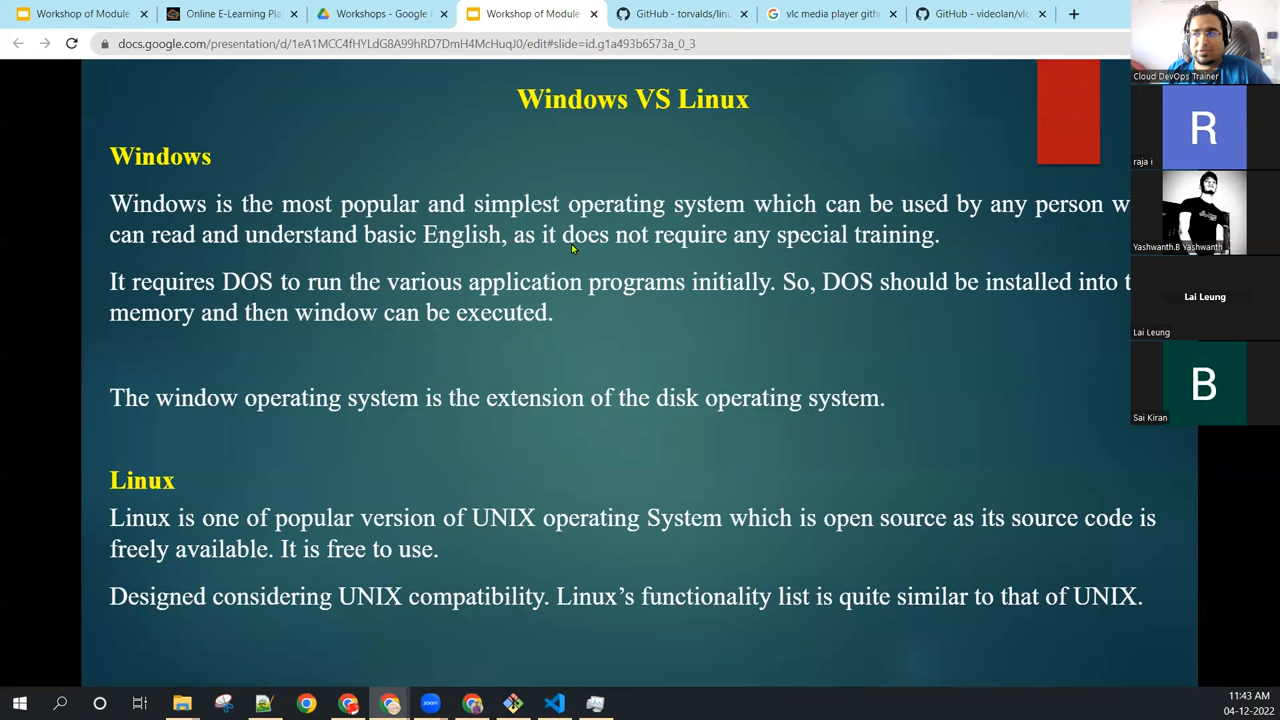 Workshop of Module
Online E-Learning Pla
Workshops - Google
Workshop of Module
GitHub - torvalds/linu
vlc media player gith
GitHub - videolan/vlc
docs.google.com/presentation/d/1eA1MCC4fHYLdG8A99hRD7DmH4McHuqJ0/edit#slide=id.g1a493b6573a_0_3
Windows VS Linux
Windows
Windows is the most popular and simplest operating system which can be used by any person w
can read and understand basic English, as it does not require any special training.
It requires DOS to run the various application programs initially. So, DOS should be installed into t
memory and then window can be executed.
The window operating system is the extension of the disk operating system.
Linux
Linux is one of popular version of UNIX operating System which is open source as its source code is
freely available. It is free to use.
Designed considering UNIX compatibility. Linux’s functionality list is quite similar to that of UNIX.
Cloud DevOps Trainer
R
raja i
Yashwanth.B Yashwanth
Lai Leung
Lai Leung
B
Sai Kiran
zoom
11:43 AM
04-12-2022